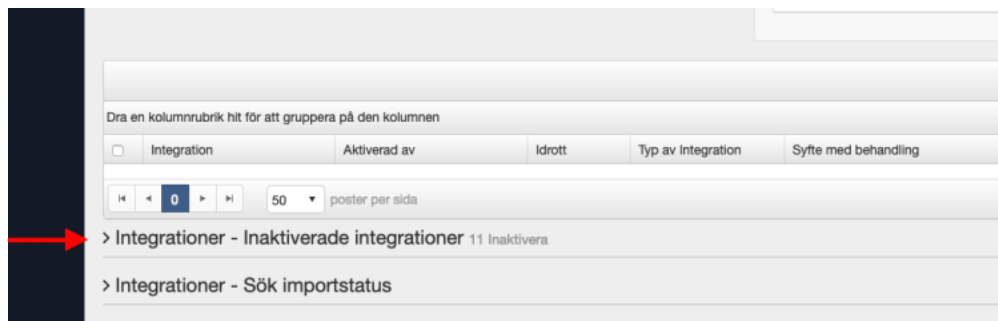 Dra en kolumnrubrik hit för att gruppera på den kolumnen
Integration Aktiverad av Idrott Typ av Integration Syfte med behandling
0 50 poster per sida
Integrationer - Inaktiverade integrationer 11 Inaktivera
Integrationer - Sök importstatus